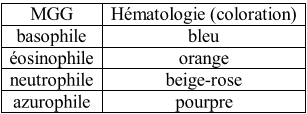 MGG Hématologie (coloration)
basophile bleu
éosinophile orange
neutrophile beige-rose
azurophile pourpre